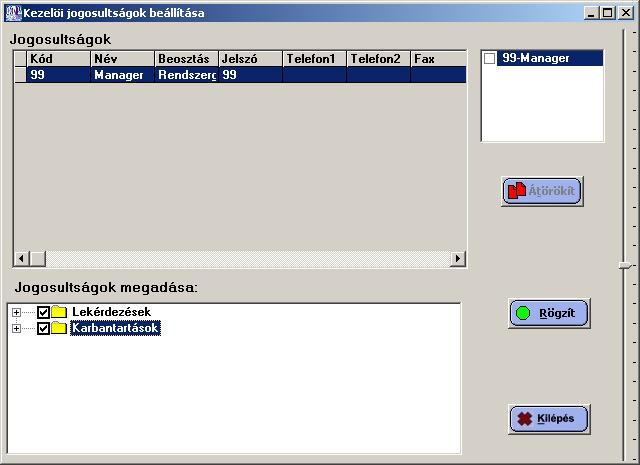 Kezelöi jogosultságok beállítása
Jogosultságok
Kód Név Beosztás Jelszó Telefon1 Telefon2 Fax
99 Manager Rendszerg 99
99-Manager
Átörökít
Jogosultságok megadása:
Lekérdezések
Karbantartások
Rögzít
Kilépés